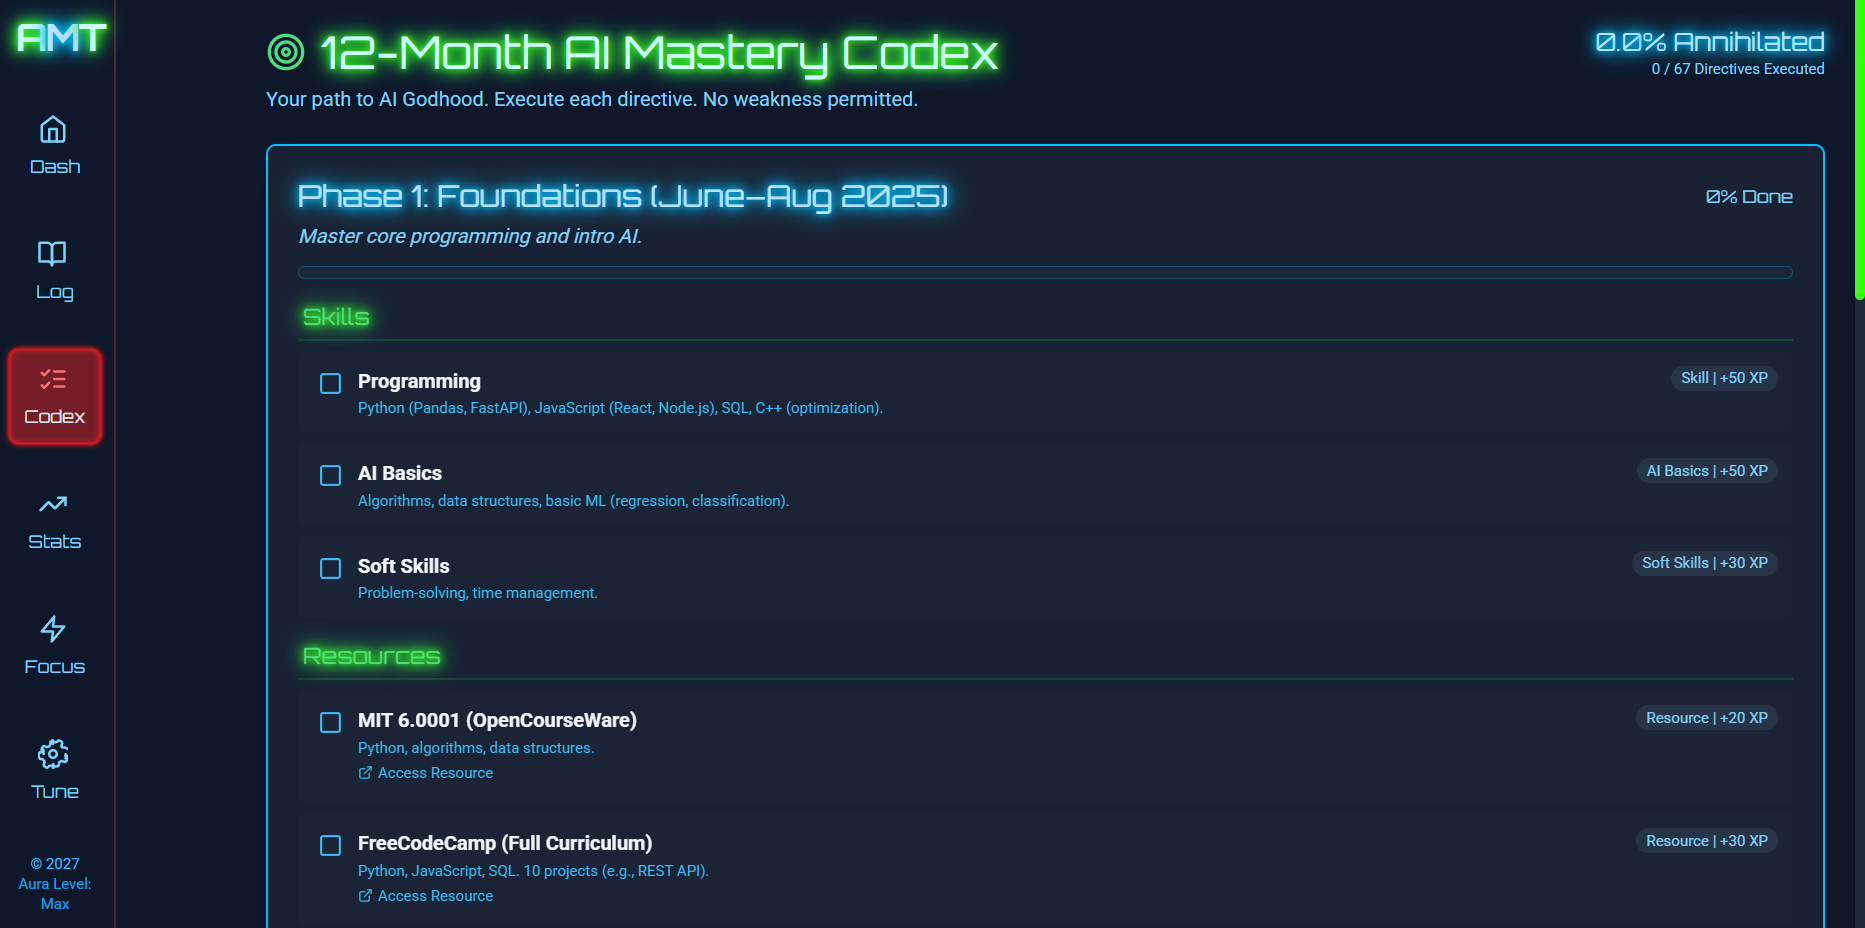 AMT
Dash
Log
Codex
Stats
Focus
Tune
© 2027
Aura Level:
Max
12-Month AI Mastery Codex
Your path to AI Godhood. Execute each directive. No weakness permitted.
0.0% Annihilated
0 / 67 Directives Executed
Phase 1: Foundations (June–Aug 2025)
0% Done
Master core programming and intro AI.
Skills
Programming
Skill | +50 XP
Python (Pandas, FastAPI), JavaScript (React, Node.js), SQL, C++ (optimization).
AI Basics
AI Basics | +50 XP
Algorithms, data structures, basic ML (regression, classification).
Soft Skills
Soft Skills | +30 XP
Problem-solving, time management.
Resources
MIT 6.0001 (OpenCourseWare)
Resource | +20 XP
Python, algorithms, data structures.
Access Resource
FreeCodeCamp (Full Curriculum)
Resource | +30 XP
Python, JavaScript, SQL. 10 projects (e.g., REST API).
Access Resource